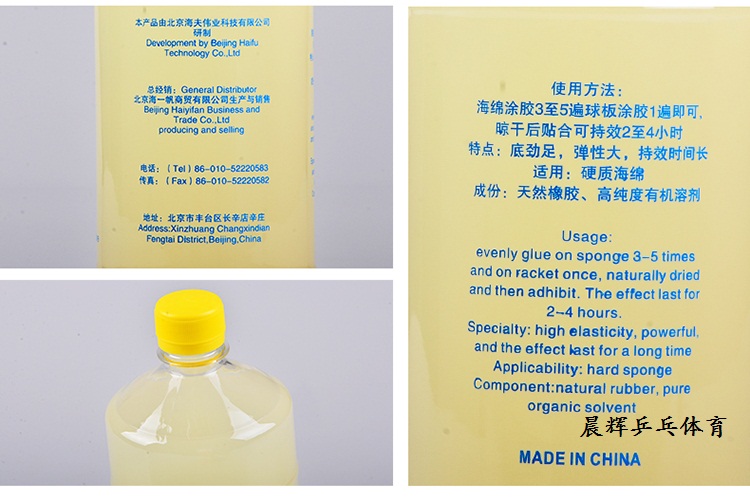 本产品由北京海夫伟业科技有限公司
研制
Development by Beijing Haifu
Technology Co.,Ltd
总经销: General Distributor
北京海一帆商贸有限公司生产与销售
Beijing Haiyifan Business and
Trade Co.,Ltd
producing and selling
电话: (Tel) 86-010-52220583
传真: (Fax) 86-010-52220582
地址: 北京市丰台区长辛店辛庄
Address:Xinzhuang Changxindian
Fengtai District,Beijing,China
使用方法:
海绵涂胶3至5遍球板涂胶1遍即可,
晾干后贴合可持效2至4小时
特点: 底劲足, 弹性大, 持效时间长
适用: 硬质海绵
成份: 天然橡胶、高纯度有机溶剂
Usage:
evenly glue on sponge 3-5 times
and on racket once, naturally dried
and then adhibit. The effect last for
2-4 hours.
Specialty: high elasticity, powerful,
and the effect last for a long time
Applicability: hard sponge
Component:natural rubber, pure
organic solvent
晨辉乒乓体育
MADE IN CHINA